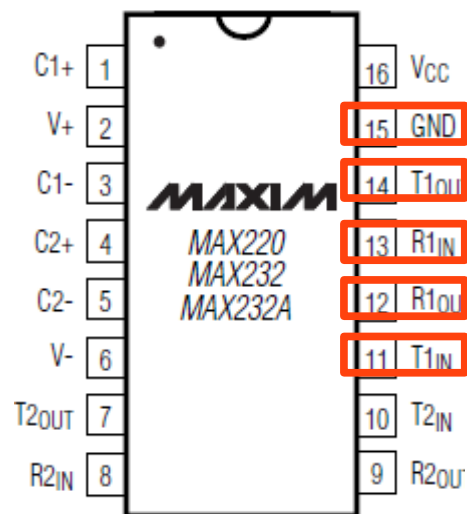 C1+ 1 16 VCC
V+ 2 15 GND
C1- 3 14 T1OU
MAXIM
C2+ 4 13 R1IN
MAX220
MAX232
C2- 5 12 R1OU
MAX232A
V- 6 11 T1IN
T2OUT 7 10 T2IN
R2IN 8 9 R2OUT